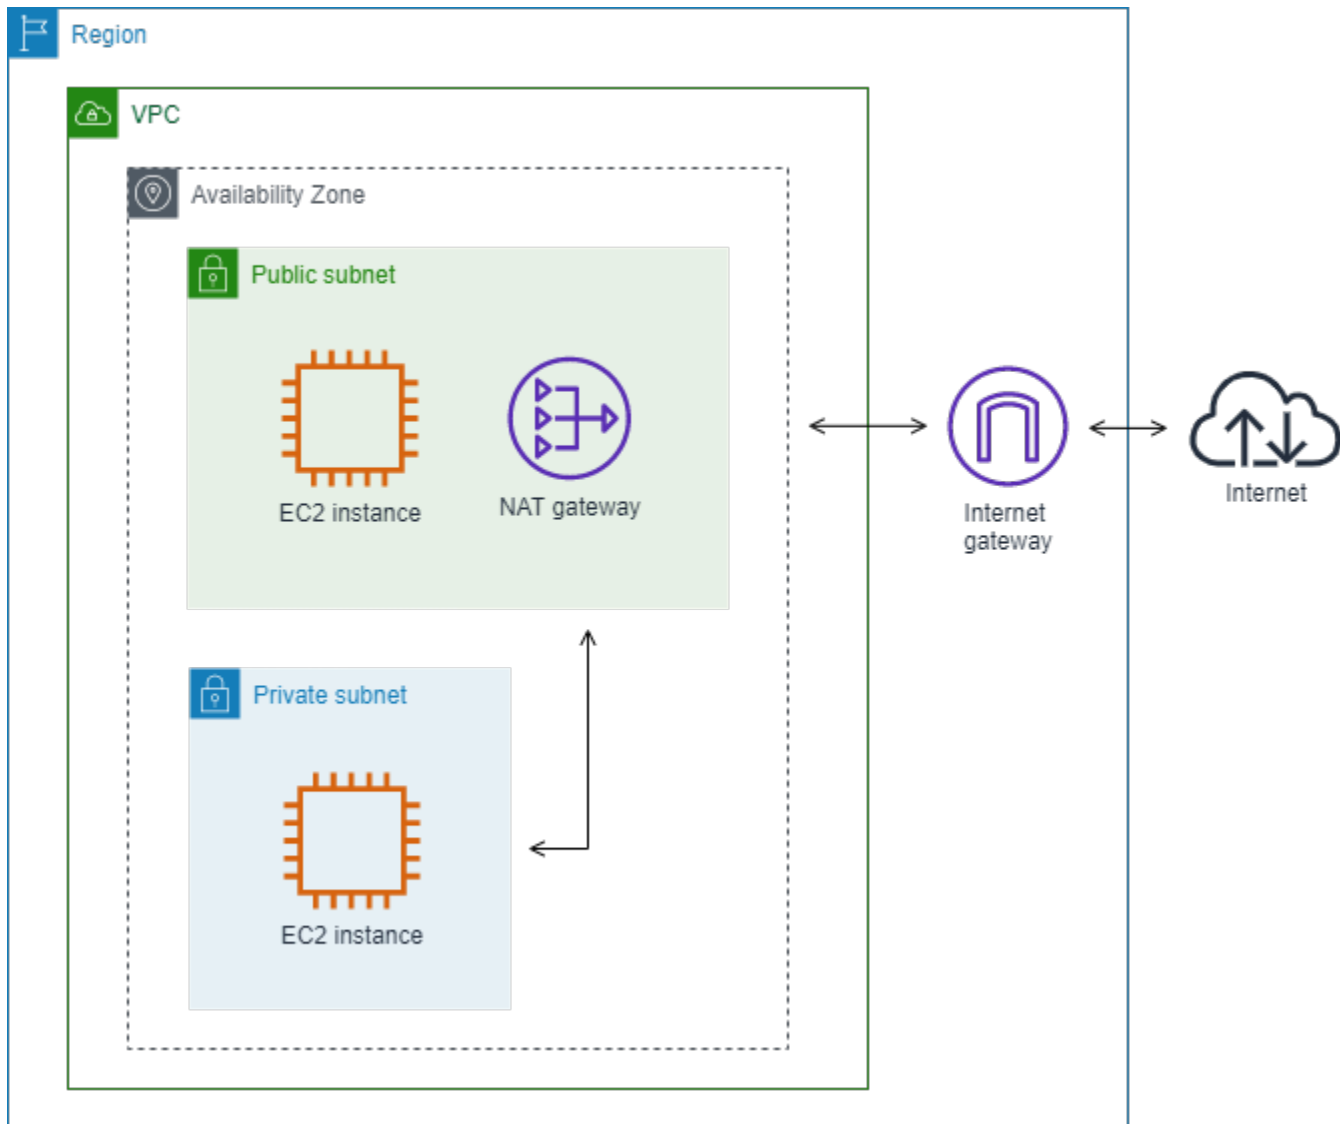 Region
VPC
Availability Zone
Public subnet
EC2 instance
NAT gateway
Internet
gateway
Internet
Private subnet
EC2 instance